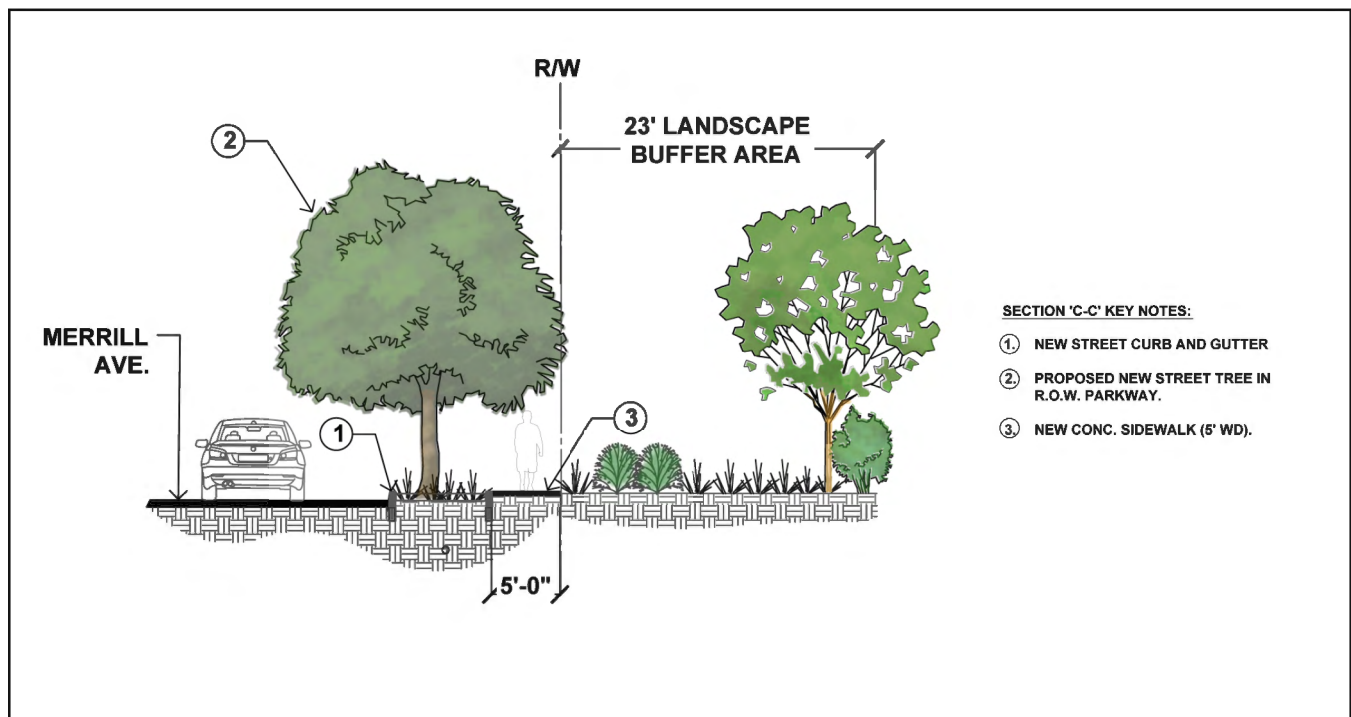 R/W
23' LANDSCAPE
BUFFER AREA
2
MERRILL
AVE.
1
3
5'-0"
SECTION 'C-C' KEY NOTES:
1. NEW STREET CURB AND GUTTER
2. PROPOSED NEW STREET TREE IN
R.O.W. PARKWAY.
3. NEW CONC. SIDEWALK (5' WD).